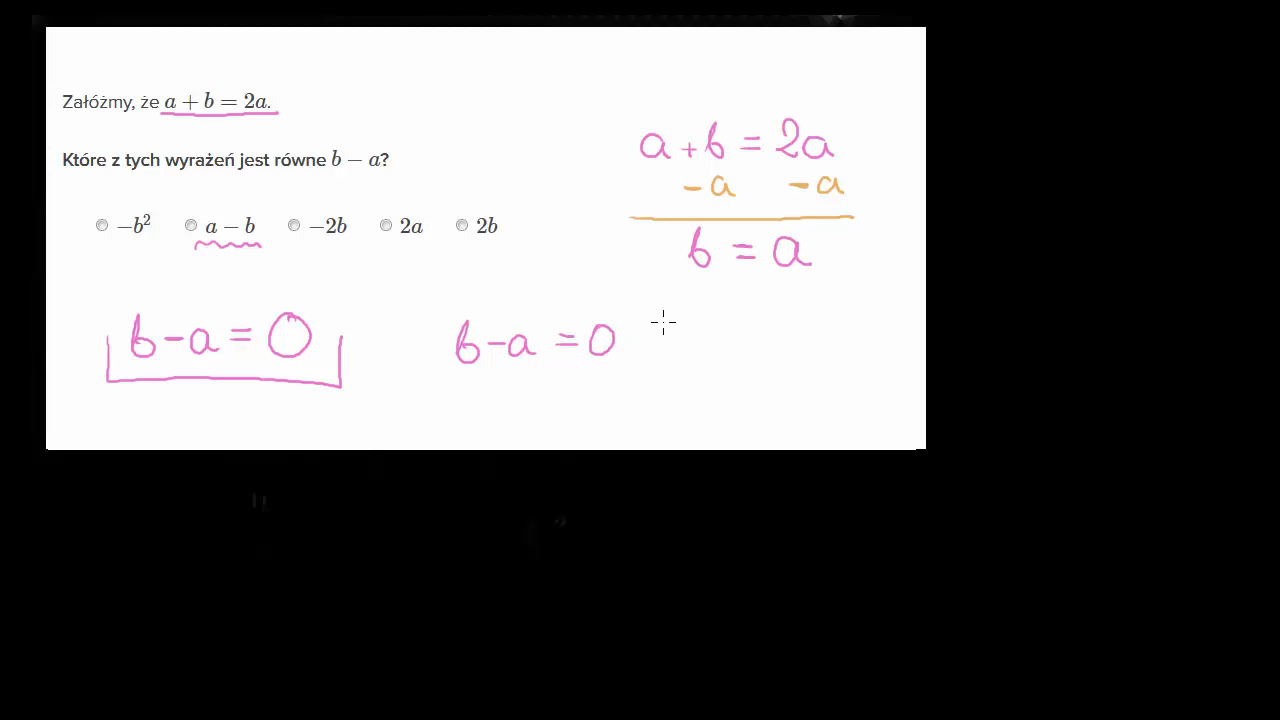 Załóżmy, że a + b = 2a.
Które z tych wyrażeń jest równe b − a?
−b² a − b −2b 2a 2b
a + b = 2a
−a −a
b = a
b − a = 0
b − a = 0